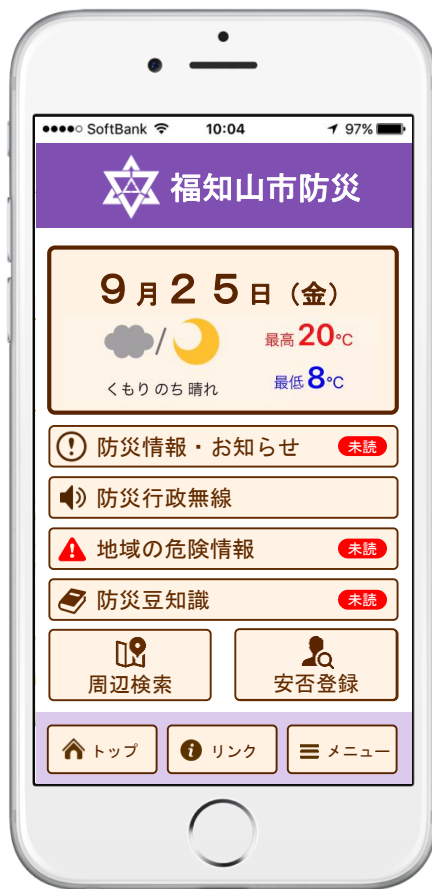 SoftBank 10:04 97%
福知山市防災
９月２５日（金）
最高20℃
くもり のち 晴れ
最低8℃
防災情報・お知らせ 未読
防災行政無線
地域の危険情報 未読
防災豆知識 未読
周辺検索 安否登録
トップ リンク メニュー